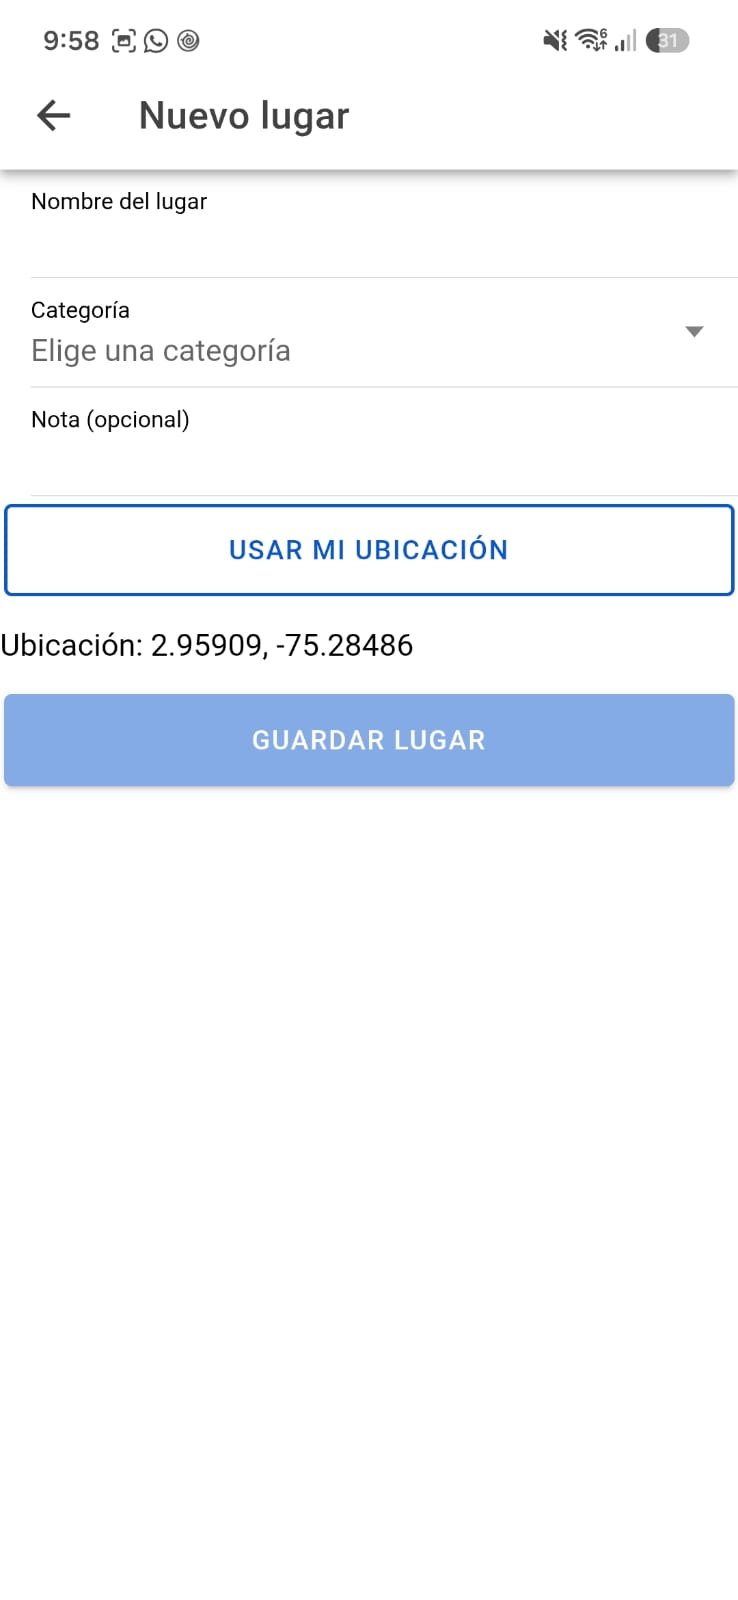 9:58
6
31
Nuevo lugar
Nombre del lugar
Categoría
Elige una categoría
Nota (opcional)
USAR MI UBICACIÓN
Ubicación: 2.95909, -75.28486
GUARDAR LUGAR